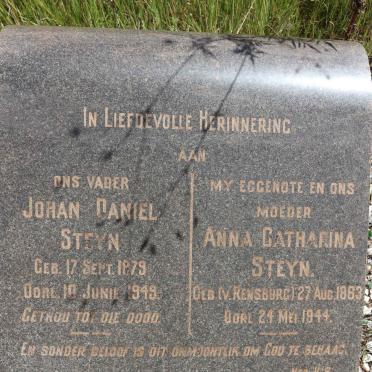 IN LIEFDEVOLLE HERINNERING
AAN
ONS VADER
JOHAN DANIEL
STEYN
GEB. 17 SEPT. 1879
OORL. 10 JUNIE 1949.
GETROU TOT DIE DOOD.
MY EGGENOTE EN ONS
MOEDER
ANNA CATHARINA
STEYN.
GEB (V. RENSBURG) 27 AUG 1883
OORL 24 MEI 1944.
EN SONDER GELOOF IS DIT ONMOONTLIK OM GOD TE BEHAAG.